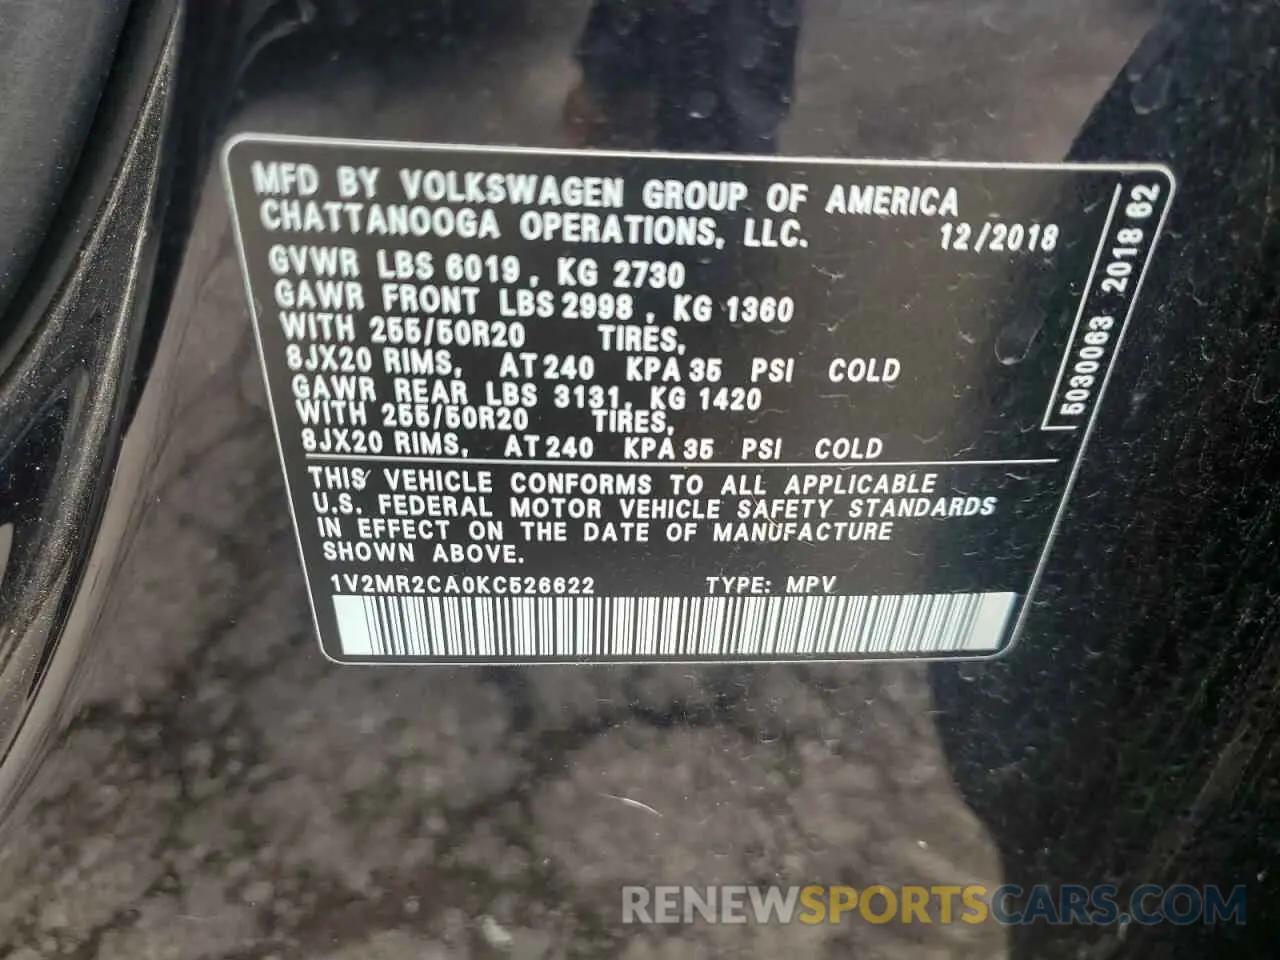 MFD BY VOLKSWAGEN GROUP OF AMERICA
CHATTANOOGA OPERATIONS, LLC. 12/2018
GVWR LBS 6019, KG 2730
GAWR FRONT LBS 2998, KG 1360
WITH 255/50R20 TIRES,
8JX20 RIMS, AT 240 KPA 35 PSI COLD
GAWR REAR LBS 3131, KG 1420
WITH 255/50R20 TIRES,
8JX20 RIMS, AT 240 KPA 35 PSI COLD
THIS VEHICLE CONFORMS TO ALL APPLICABLE
U.S. FEDERAL MOTOR VEHICLE SAFETY STANDARDS
IN EFFECT ON THE DATE OF MANUFACTURE
SHOWN ABOVE.
1V2MR2CA0KC526622 TYPE: MPV
5030063 2018 62
RENEWSPORTSCARS.COM